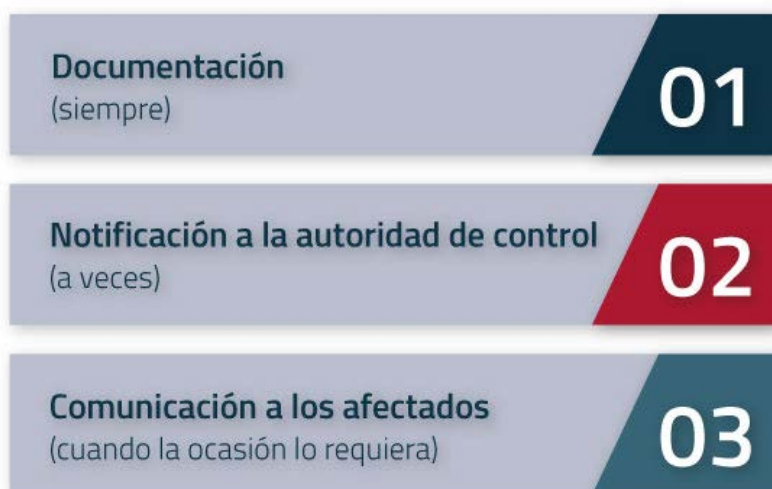 Documentación
(siempre)
01
Notificación a la autoridad de control
(a veces)
02
Comunicación a los afectados
(cuando la ocasión lo requiera)
03